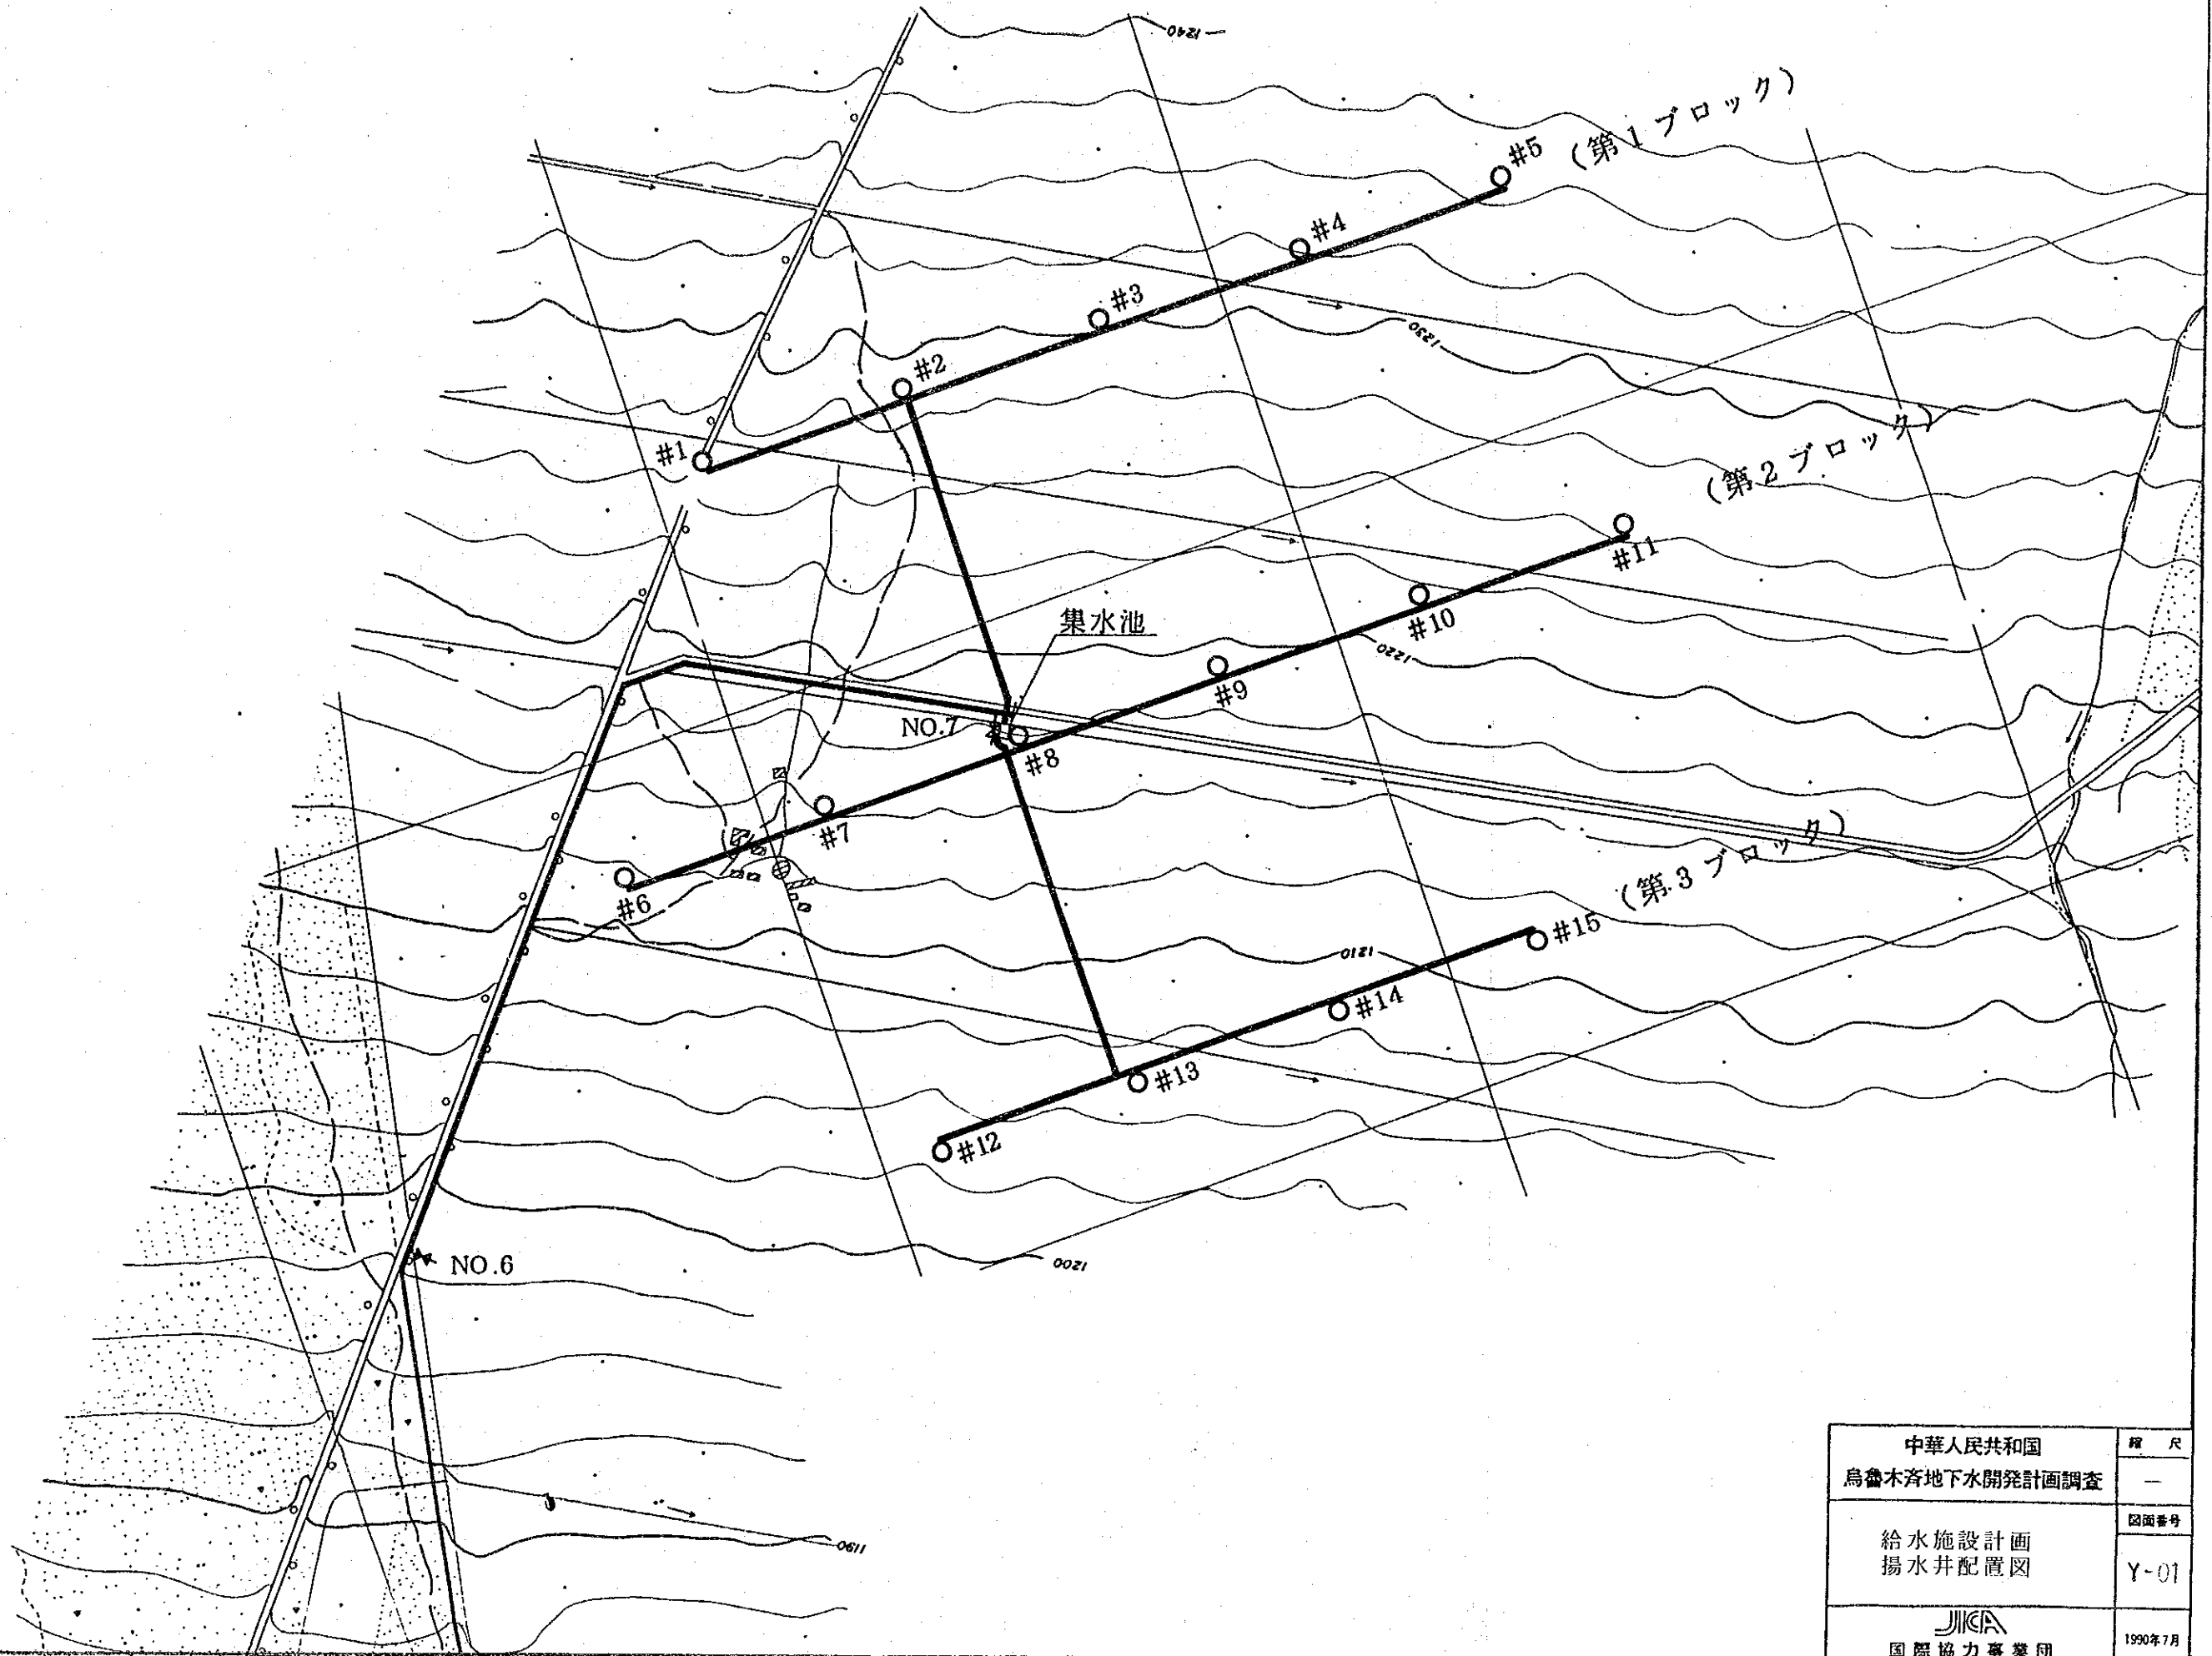 1240
(第1ブロック)
#5
#4
#3
#2
#1
1230
(第2ブロック)
#11
#10
#9
1220
集水池
NO.7
#8
#7
#6
(第3ブロック)
#15
#14
#13
#12
1210
1200
NO.6
1190
中華人民共和国
烏魯木斉地下水開発計画調査
縮尺
—
給水施設計画
揚水井配置図
図面番号
Y-01
JICA
国際協力事業団
1990年7月